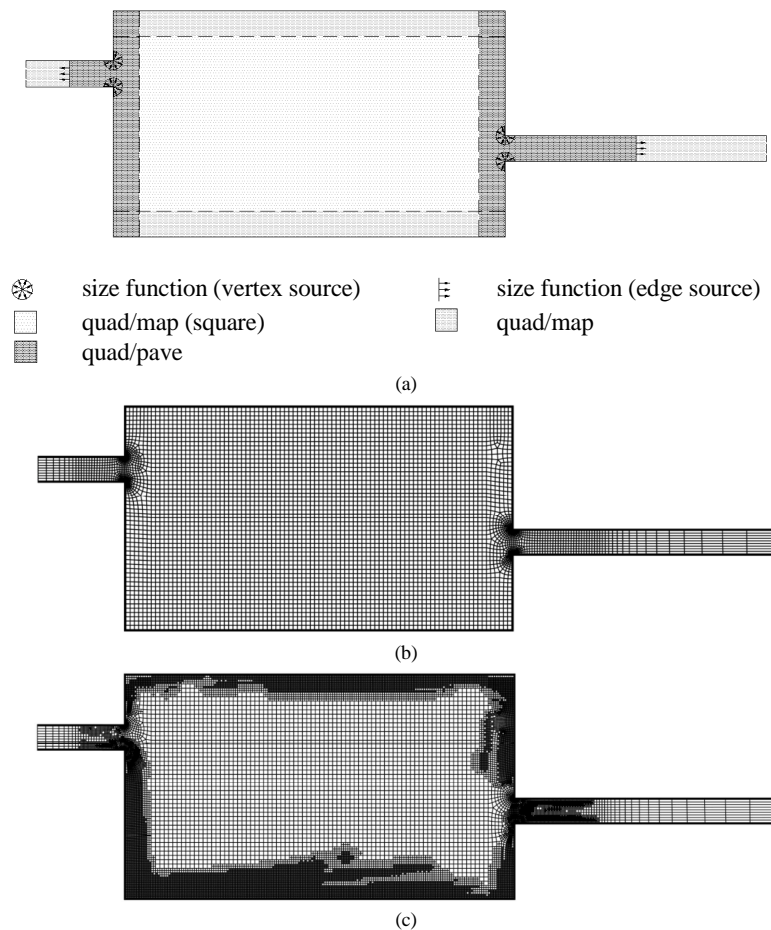 size function (vertex source)
size function (edge source)
quad/map (square)
quad/map
quad/pave
(a)
(b)
(c)